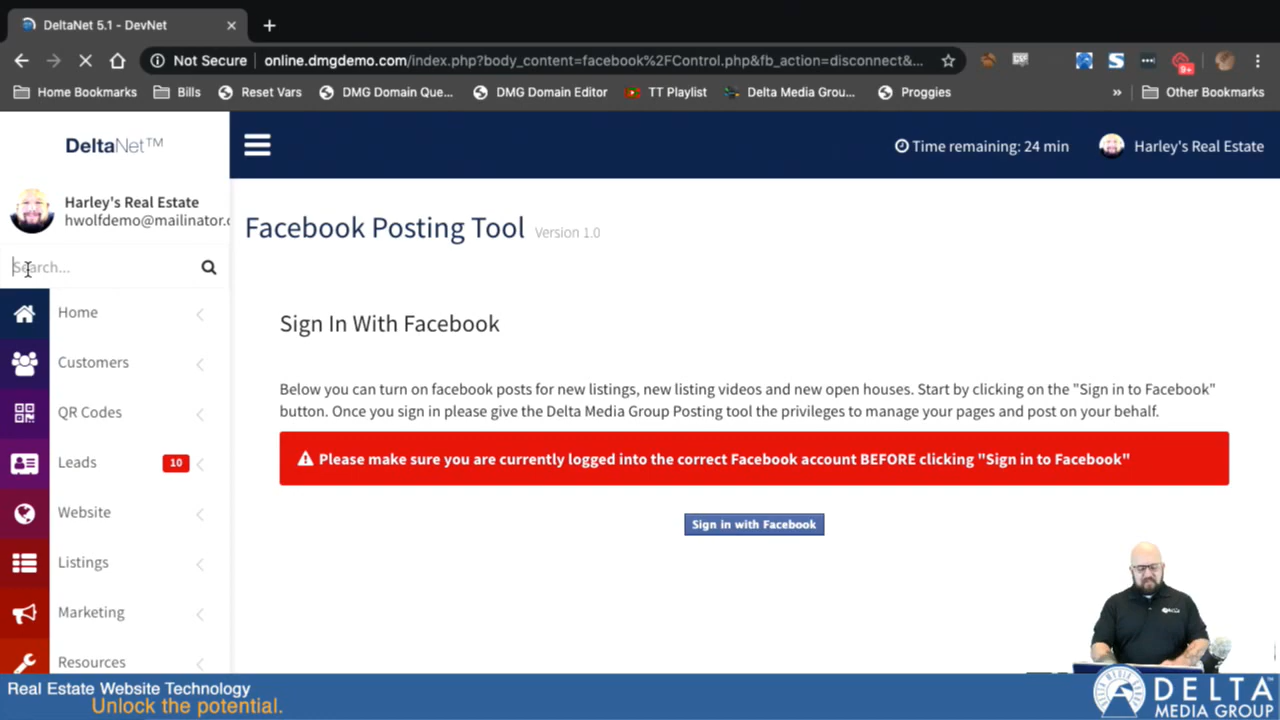 DeltaNet 5.1 - DevNet
Not Secure online.dmgdemo.com/index.php?body_content=facebook%2FControl.php&fb_action=disconnect&...
9+
Home Bookmarks Bills Reset Vars DMG Domain Que... DMG Domain Editor TT Playlist Delta Media Grou... Proggies » Other Bookmarks
DeltaNet™
Time remaining: 24 min Harley's Real Estate
Harley's Real Estate
hwolfdemo@mailinator.c
Facebook Posting Tool Version 1.0
Search...
Home
Sign In With Facebook
Customers
Below you can turn on facebook posts for new listings, new listing videos and new open houses. Start by clicking on the "Sign in to Facebook"
button. Once you sign in please give the Delta Media Group Posting tool the privileges to manage your pages and post on your behalf.
QR Codes
Leads 10
Please make sure you are currently logged into the correct Facebook account BEFORE clicking "Sign in to Facebook"
Website
Sign in with Facebook
Listings
Marketing
Resources
Real Estate Website Technology
Unlock the potential.
DELTA
MEDIA GROUP